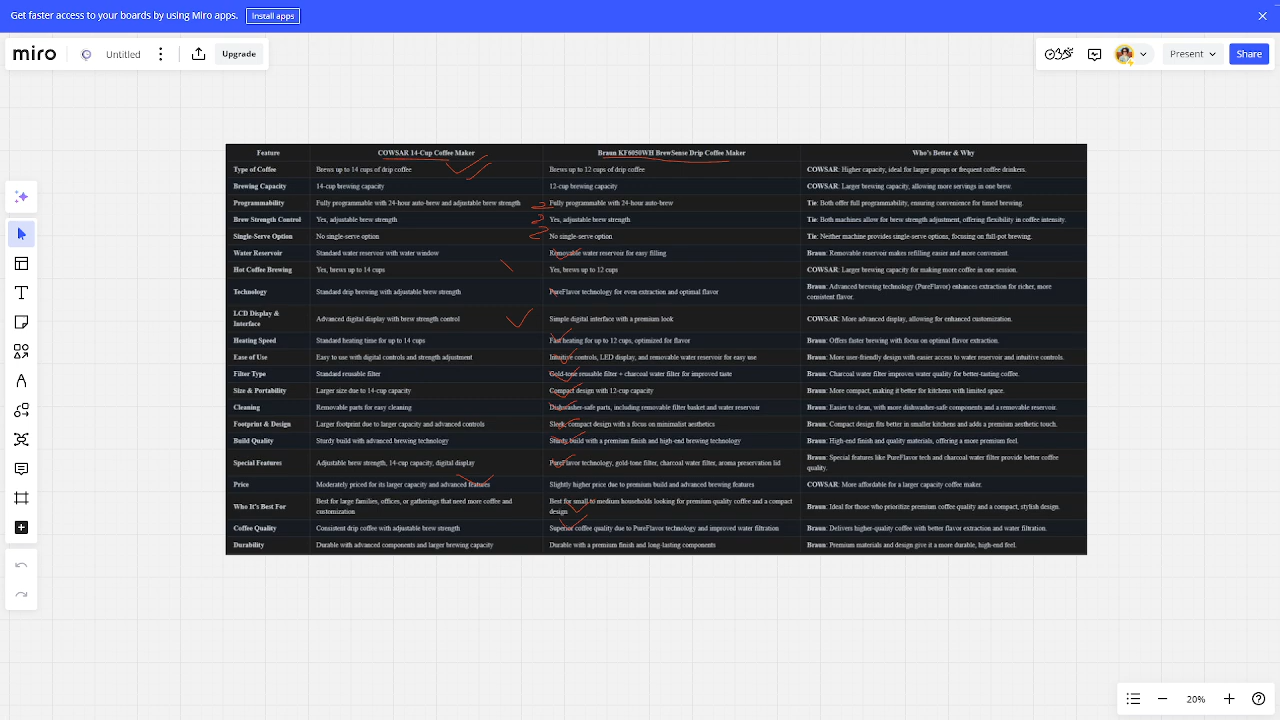 Install apps
miro
Untitled
Upgrade
Present
Share
Feature COWSAR 14-Cup Coffee Maker Braun KF6050WH BrewSense Drip Coffee Maker Who's Better & Why
Type of Coffee Brews up to 14 cups of drip coffee Brews up to 12 cups of drip coffee COWSAR: Higher capacity, ideal for larger groups or frequent coffee drinkers.
Brewing Capacity 14-cup brewing capacity 12-cup brewing capacity COWSAR: Larger brewing capacity, allowing more servings in one brew.
Programmability Fully programmable with 24-hour auto-brew and adjustable brew strength Fully programmable with 24-hour auto-brew Tie: Both offer full programmability, ensuring convenience for timed brewing.
Brew Strength Control Yes, adjustable brew strength Yes, adjustable brew strength Tie: Both machines allow for brew strength adjustment, offering flexibility in coffee intensity.
Single-Serve Option No single-serve option No single-serve option Tie: Neither machine provides single-serve options, focusing on full-pot brewing.
Water Reservoir Standard water reservoir with water window Removable water reservoir for easy filling Braun: Removable reservoir makes refilling easier and more convenient.
Hot Coffee Brewing Yes, brews up to 14 cups Yes, brews up to 12 cups COWSAR: Larger brewing capacity for making more coffee in one session.
Technology Standard drip brewing with adjustable brew strength PureFlavor technology for even extraction and optimal flavor Braun: Advanced brewing technology (PureFlavor) enhances extraction for richer, more
consistent flavor.
LCD Display &
Interface Advanced digital display with brew strength control Simple digital interface with a premium look COWSAR: More advanced display, allowing for enhanced customization.
Heating Speed Standard heating time for up to 14 cups Fast heating for up to 12 cups, optimized for flavor Braun: Offers faster brewing with focus on optimal flavor extraction.
Ease of Use Easy to use with digital controls and strength adjustment Intuitive controls, LED display, and removable water reservoir for easy use Braun: More user-friendly design with easier access to water reservoir and intuitive controls.
Filter Type Standard reusable filter Gold-tone reusable filter + charcoal water filter for improved taste Braun: Charcoal water filter improves water quality for better-tasting coffee.
Size & Portability Larger size due to 14-cup capacity Compact design with 12-cup capacity Braun: More compact, making it better for kitchens with limited space.
Cleaning Removable parts for easy cleaning Dishwasher-safe parts, including removable filter basket and water reservoir Braun: Easier to clean, with more dishwasher-safe components and a removable reservoir.
Footprint & Design Larger footprint due to larger capacity and advanced controls Sleek, compact design with a focus on minimalist aesthetics Braun: Compact design fits better in smaller kitchens and adds a premium aesthetic touch.
Build Quality Sturdy build with advanced brewing technology Sturdy build with a premium finish and high-end brewing technology Braun: High-end finish and quality materials, offering a more premium feel.
Special Features Adjustable brew strength, 14-cup capacity, digital display PureFlavor technology, gold-tone filter, charcoal water filter, aroma preservation lid Braun: Special features like PureFlavor tech and charcoal water filter provide better coffee
quality.
Price Moderately priced for its larger capacity and advanced features Slightly higher price due to premium build and advanced brewing features COWSAR: More affordable for a larger capacity coffee maker.
Who It's Best For Best for large families, offices, or gatherings that need more coffee and
customization Best for small to medium households looking for premium quality coffee and a compact
design Braun: Ideal for those who prioritize premium coffee quality and a compact, stylish design.
Coffee Quality Consistent drip coffee with adjustable brew strength Superior coffee quality due to PureFlavor technology and improved water filtration Braun: Delivers higher-quality coffee with better flavor extraction and water filtration.
Durability Durable with advanced components and larger brewing capacity Durable with a premium finish and long-lasting components Braun: Premium materials and design give it a more durable, high-end feel.
20%